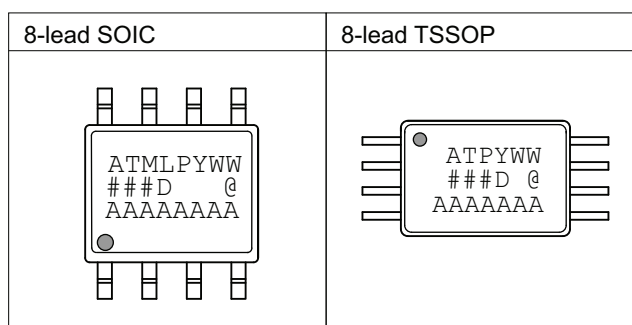 8-lead SOIC
8-lead TSSOP
ATMLPYWW
###D @
AAAAAAAA
ATPYWW
###D @
AAAAAAA